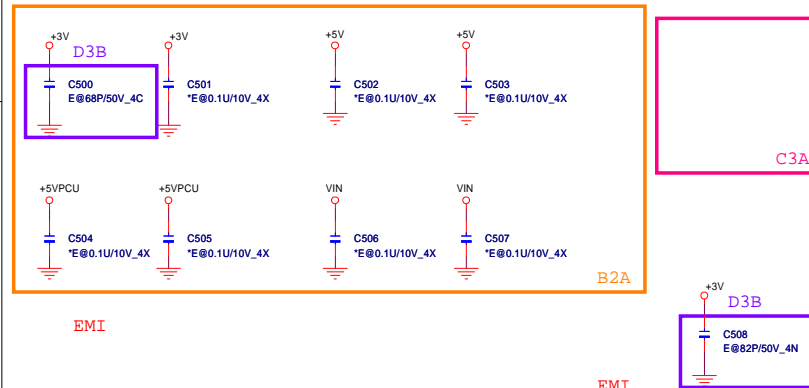 +3V
+3V
+5V
+5V
D3B
C500
E@68P/50V_4C
C501
*E@0.1U/10V_4X
C502
*E@0.1U/10V_4X
C503
*E@0.1U/10V_4X
C3A
+5VPCU
+5VPCU
VIN
VIN
C504
*E@0.1U/10V_4X
C505
*E@0.1U/10V_4X
C506
*E@0.1U/10V_4X
C507
*E@0.1U/10V_4X
B2A
+3V
D3B
EMI
C508
E@82P/50V_4N
EMI